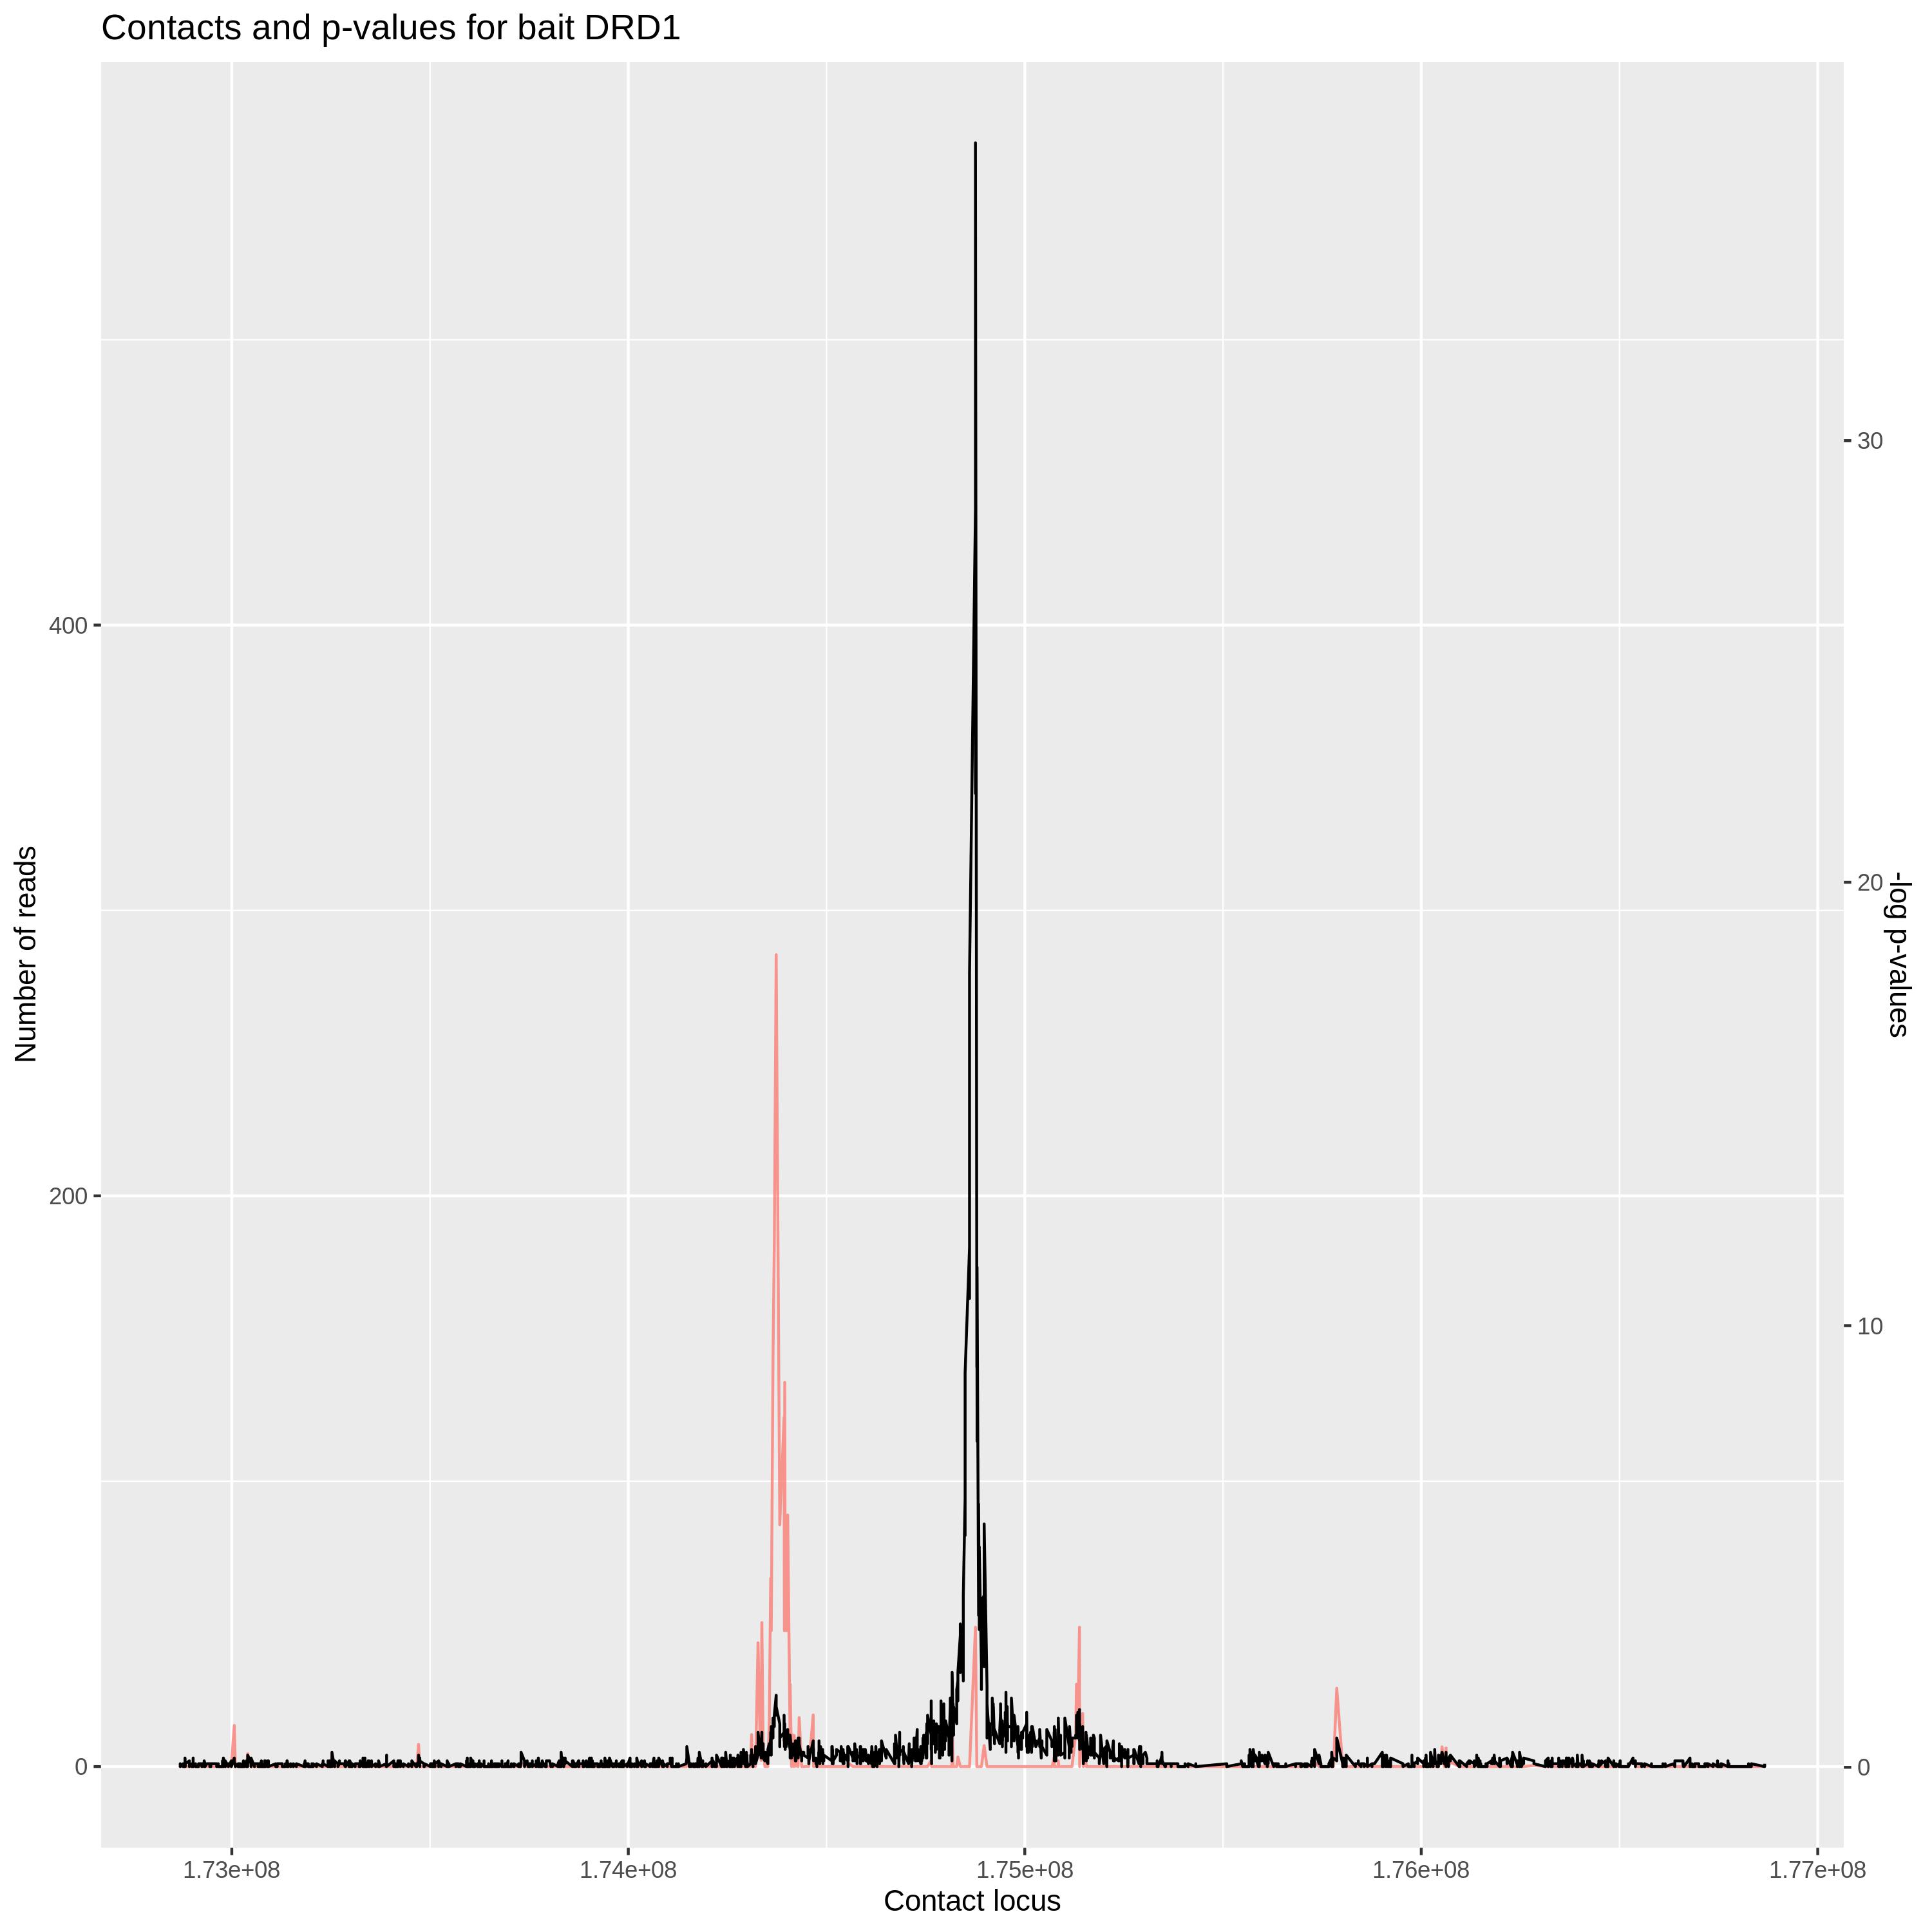 Contacts and p-values for bait DRD1
Number of reads
400
200
0
30
20
10
0
-log p-values
1.73e+08
1.74e+08
1.75e+08
1.76e+08
1.77e+08
Contact locus